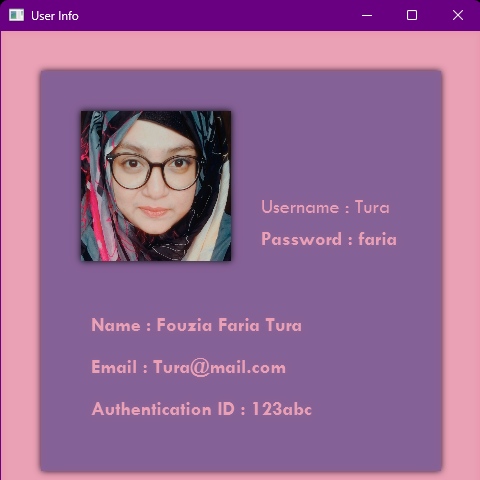 User Info
Username : Tura
Password : faria
Name : Fouzia Faria Tura
Email : Tura@mail.com
Authentication ID : 123abc